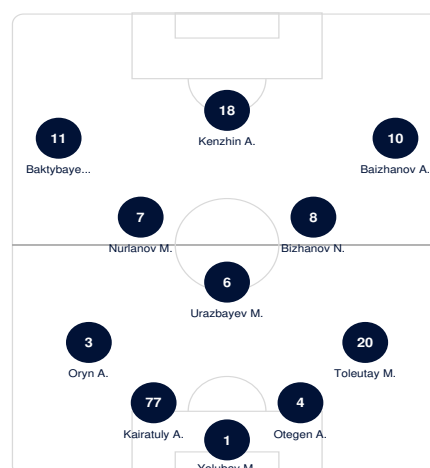 18
Kenzhin A.
11
10
Baktybaye...
Baizhanov A.
7
8
Nurlanov M.
Bizhanov N.
6
Urazbayev M.
3
20
Oryn A.
Toleutay M.
77
4
Kairatuly A.
Otegen A.
1